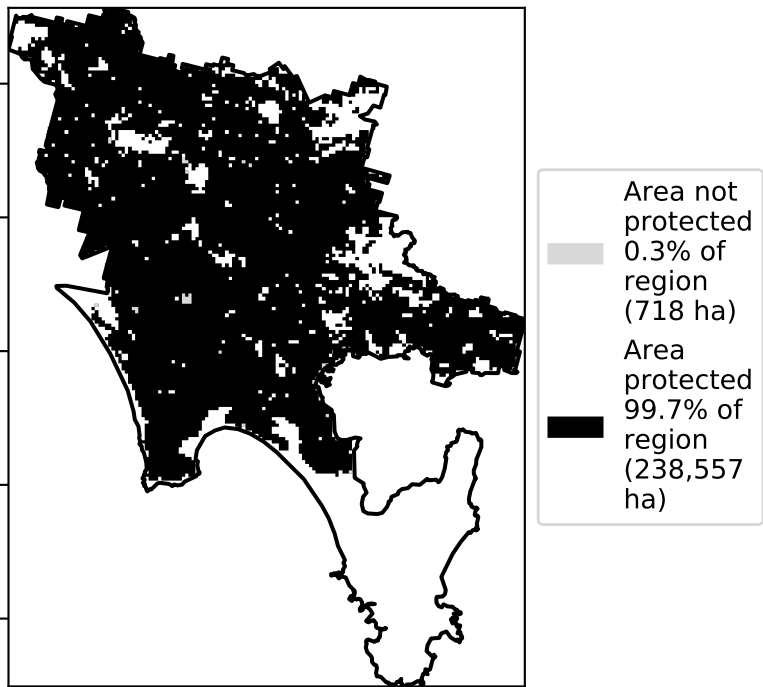 Area not
protected
0.3% of
region
(718 ha)
Area
protected
99.7% of
region
(238,557
ha)